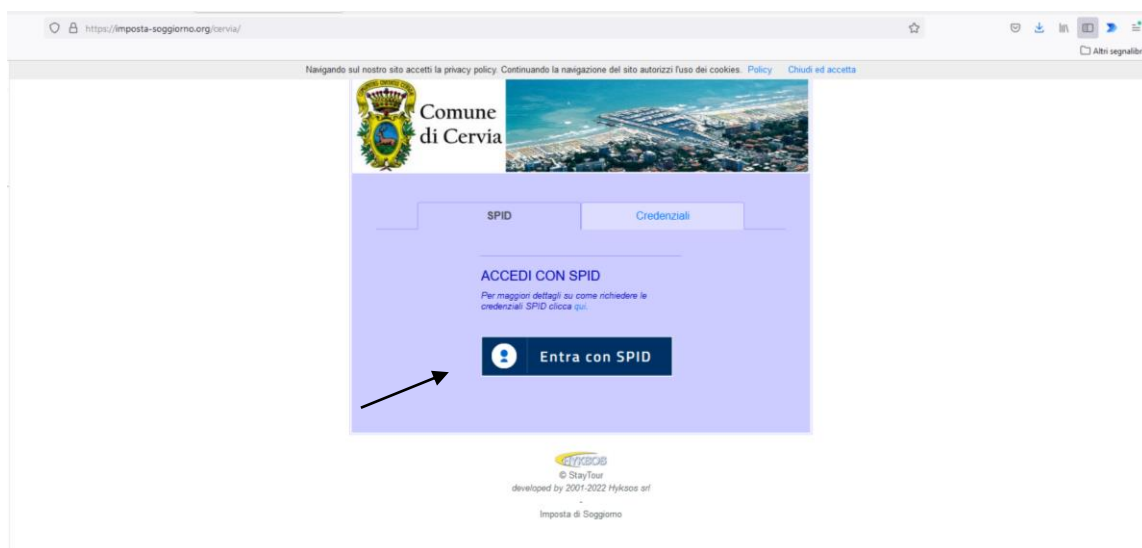 https://imposta-soggiorno.org/cervia/
Altri segnalibri
Navigando sul nostro sito accetti la privacy policy. Continuando la navigazione del sito autorizzi l'uso dei cookies. Policy Chiudi ed accetta
Comune
di Cervia
SPID Credenziali
ACCEDI CON SPID
Per maggiori dettagli su come richiedere le
credenziali SPID clicca qui.
Entra con SPID
HYKSOS
© StayTour
developed by 2001-2022 Hyksos srl
-
Imposta di Soggiorno